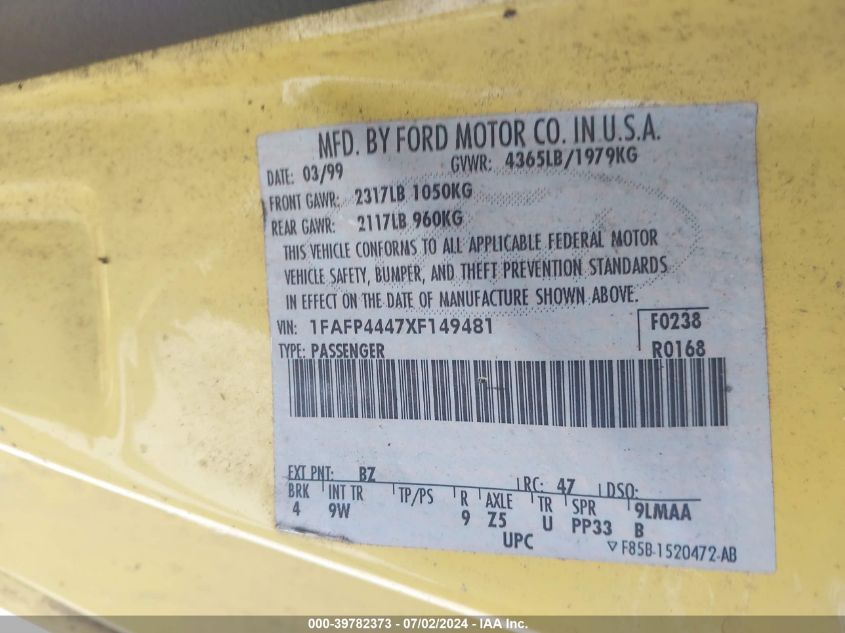 MFD. BY FORD MOTOR CO. IN U.S.A.
DATE: 03/99 GVWR: 4365LB/1979KG
FRONT GAWR: 2317LB 1050KG
REAR GAWR: 2117LB 960KG
THIS VEHICLE CONFORMS TO ALL APPLICABLE FEDERAL MOTOR
VEHICLE SAFETY, BUMPER, AND THEFT PREVENTION STANDARDS
IN EFFECT ON THE DATE OF MANUFACTURE SHOWN ABOVE.
VIN: 1FAFP4447XF149481 F0238
TYPE: PASSENGER R0168
EXT PNT: BZ RC: 47 DSO:
BRK INT TR TP/PS R AXLE TR SPR 9LMAA
4 9W 9 Z5 U PP33 B
UPC ▽F85B-1520472-AB
000-39782373 - 07/02/2024 - IAA Inc.